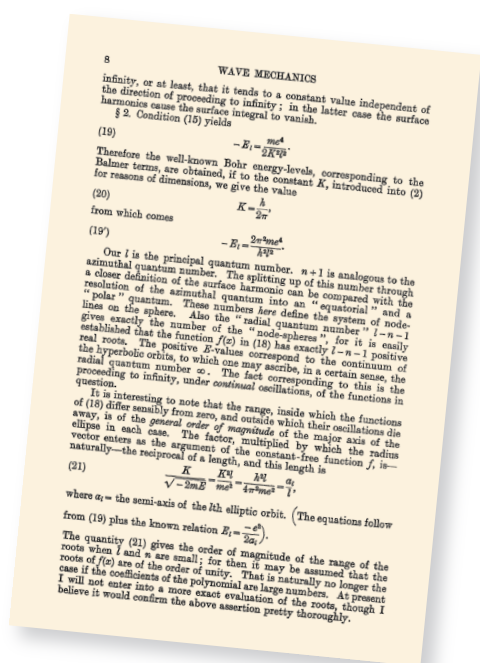 8
WAVE MECHANICS
infinity, or at least, that it tends to a constant value independent of
the direction of proceeding to infinity ; in the latter case the surface
harmonics cause the surface integral to vanish.
§ 2. Condition (15) yields
(19) −E_l = me⁴/2K²l².
Therefore the well-known Bohr energy-levels, corresponding to the
Balmer terms, are obtained, if to the constant K, introduced into (2)
for reasons of dimensions, we give the value
(20) K = h/2π,
from which comes
(19′) −E_l = 2π²me⁴/h²l².
Our l is the principal quantum number. n + 1 is analogous to the
azimuthal quantum number. The splitting up of this number through
a closer definition of the surface harmonic can be compared with the
resolution of the azimuthal quantum into an “ equatorial ” and a
“ polar ” quantum. These numbers here define the system of node-
lines on the sphere. Also the “ radial quantum number ” l − n − 1
gives exactly the number of the “ node-spheres ”, for it is easily
established that the function f(x) in (18) has exactly l − n − 1 positive
real roots. The positive E-values correspond to the continuum of
the hyperbolic orbits, to which one may ascribe, in a certain sense, the
radial quantum number ∞. The fact corresponding to this is the
proceeding to infinity, under continual oscillations, of the functions in
question.
It is interesting to note that the range, inside which the functions
of (18) differ sensibly from zero, and outside which their oscillations die
away, is of the general order of magnitude of the major axis of the
ellipse in each case. The factor, multiplied by which the radius
vector enters as the argument of the constant-free function f, is—
naturally—the reciprocal of a length, and this length is
(21) K/√−2mE = K²l/me² = h²l/4π²me² = a_l/l,
where a_l = the semi-axis of the lth elliptic orbit. (The equations follow
from (19) plus the known relation E_l = −e²/2a_l).
The quantity (21) gives the order of magnitude of the range of the
roots when l and n are small ; for then it may be assumed that the
roots of f(x) are of the order of unity. That is naturally no longer the
case if the coefficients of the polynomial are large numbers. At present
I will not enter into a more exact evaluation of the roots, though I
believe it would confirm the above assertion pretty thoroughly.